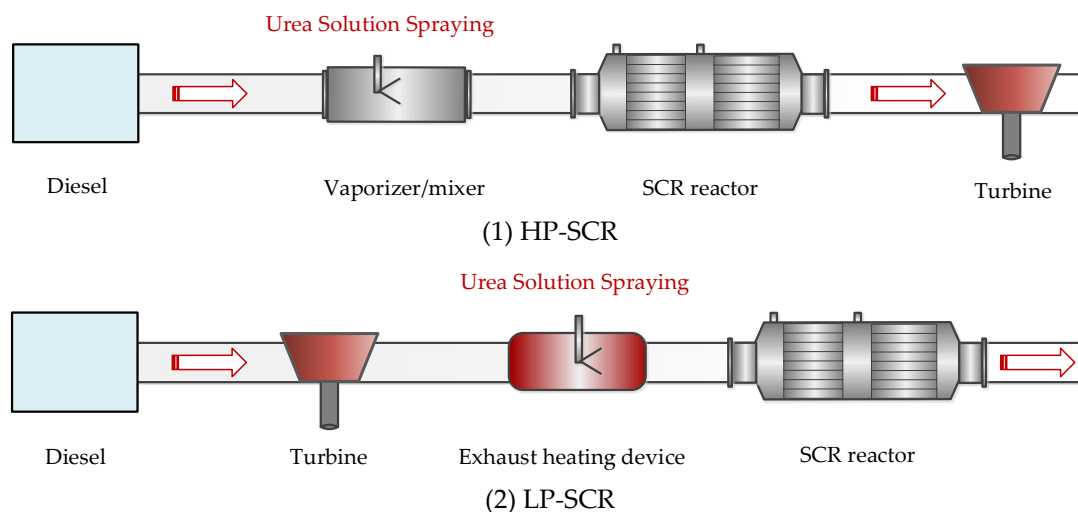 Urea Solution Spraying
Diesel
Vaporizer/mixer
SCR reactor
Turbine
(1) HP-SCR
Urea Solution Spraying
Diesel
Turbine
Exhaust heating device
SCR reactor
(2) LP-SCR